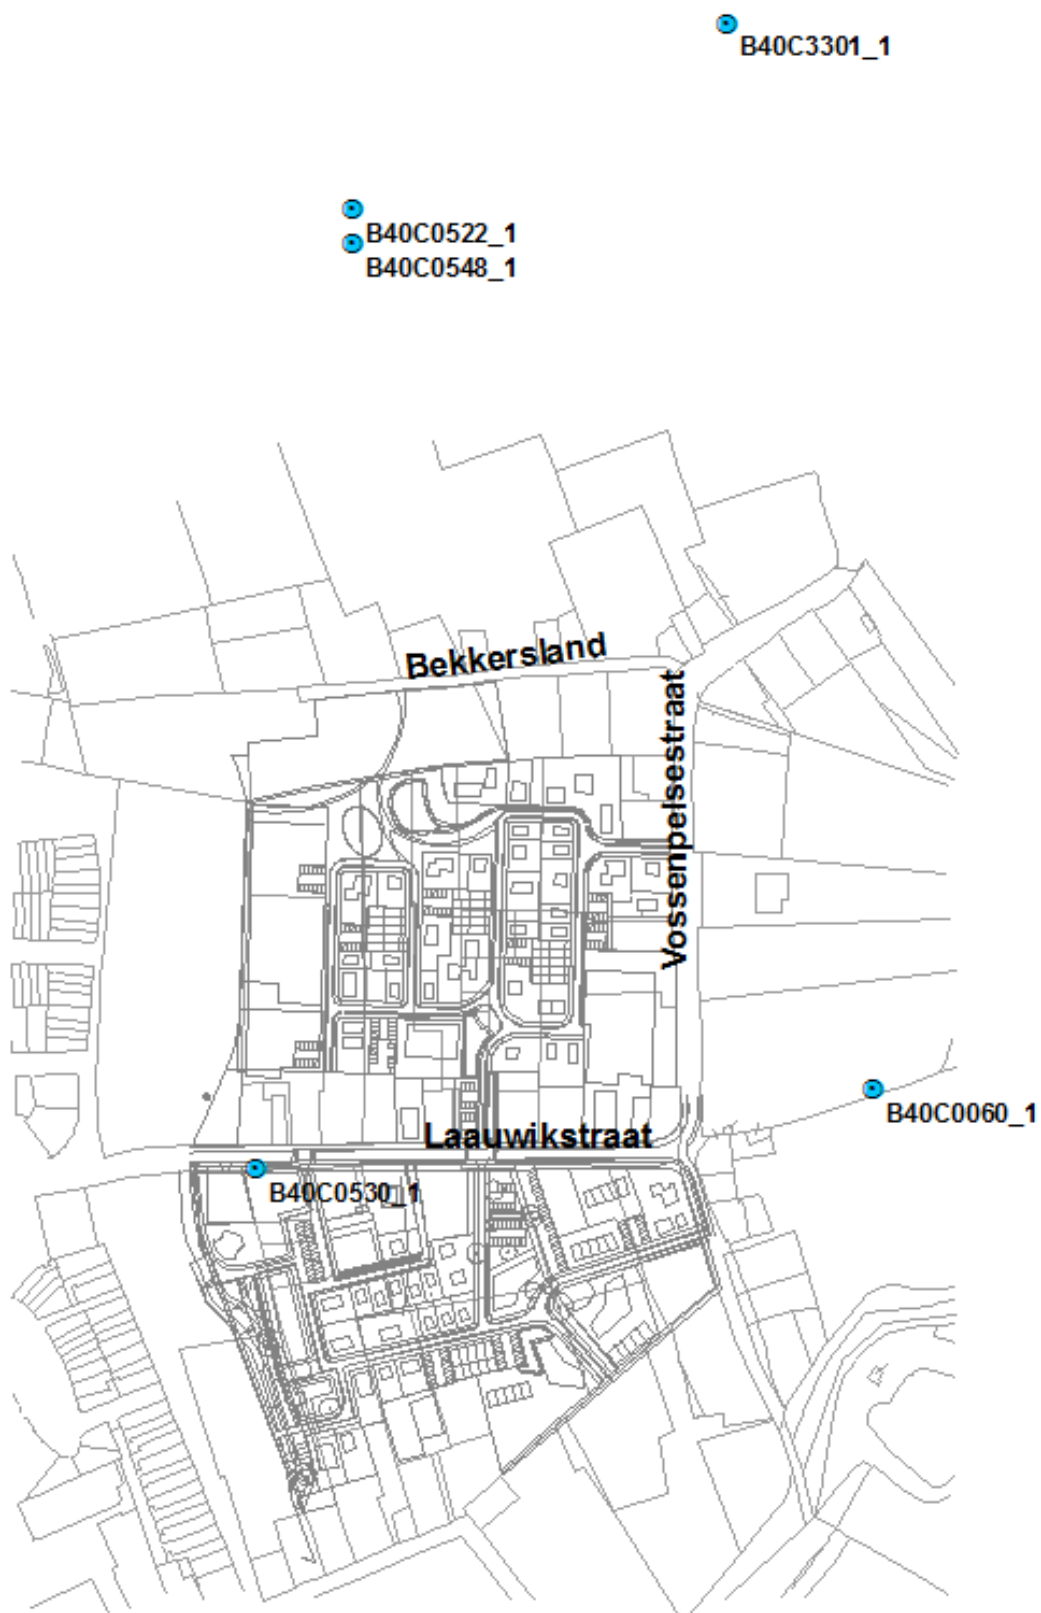 B40C3301_1
B40C0522_1
B40C0548_1
Bekkersland
Vossenpelsestraat
B40C0060_1
Laauwikstraat
B40C0530_1